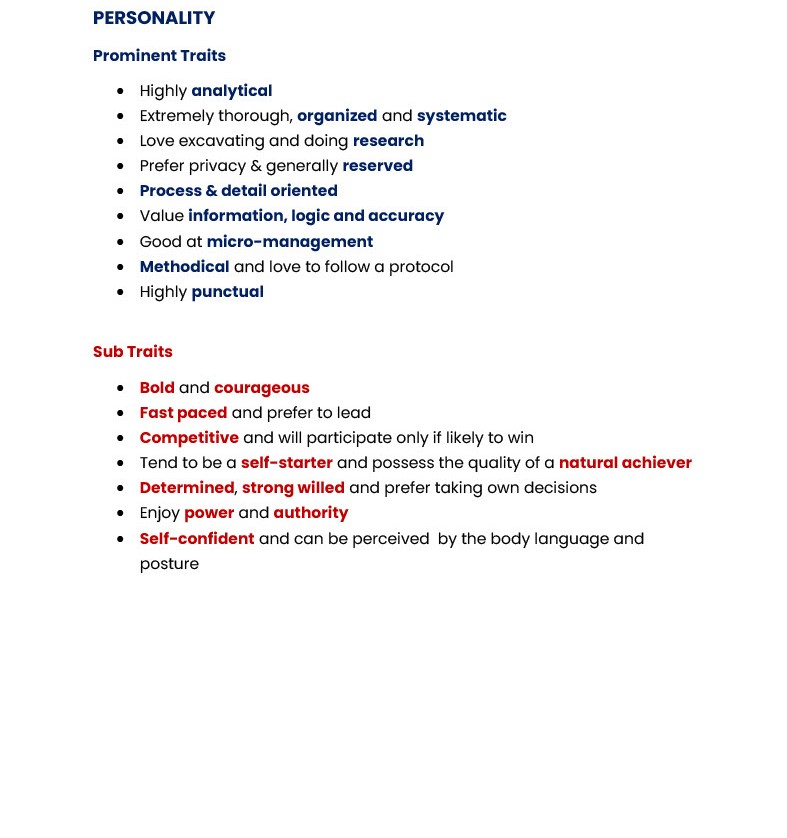 PERSONALITY
Prominent Traits
• Highly analytical
• Extremely thorough, organized and systematic
• Love excavating and doing research
• Prefer privacy & generally reserved
• Process & detail oriented
• Value information, logic and accuracy
• Good at micro-management
• Methodical and love to follow a protocol
• Highly punctual
Sub Traits
• Bold and courageous
• Fast paced and prefer to lead
• Competitive and will participate only if likely to win
• Tend to be a self-starter and possess the quality of a natural achiever
• Determined, strong willed and prefer taking own decisions
• Enjoy power and authority
• Self-confident and can be perceived  by the body language and
posture